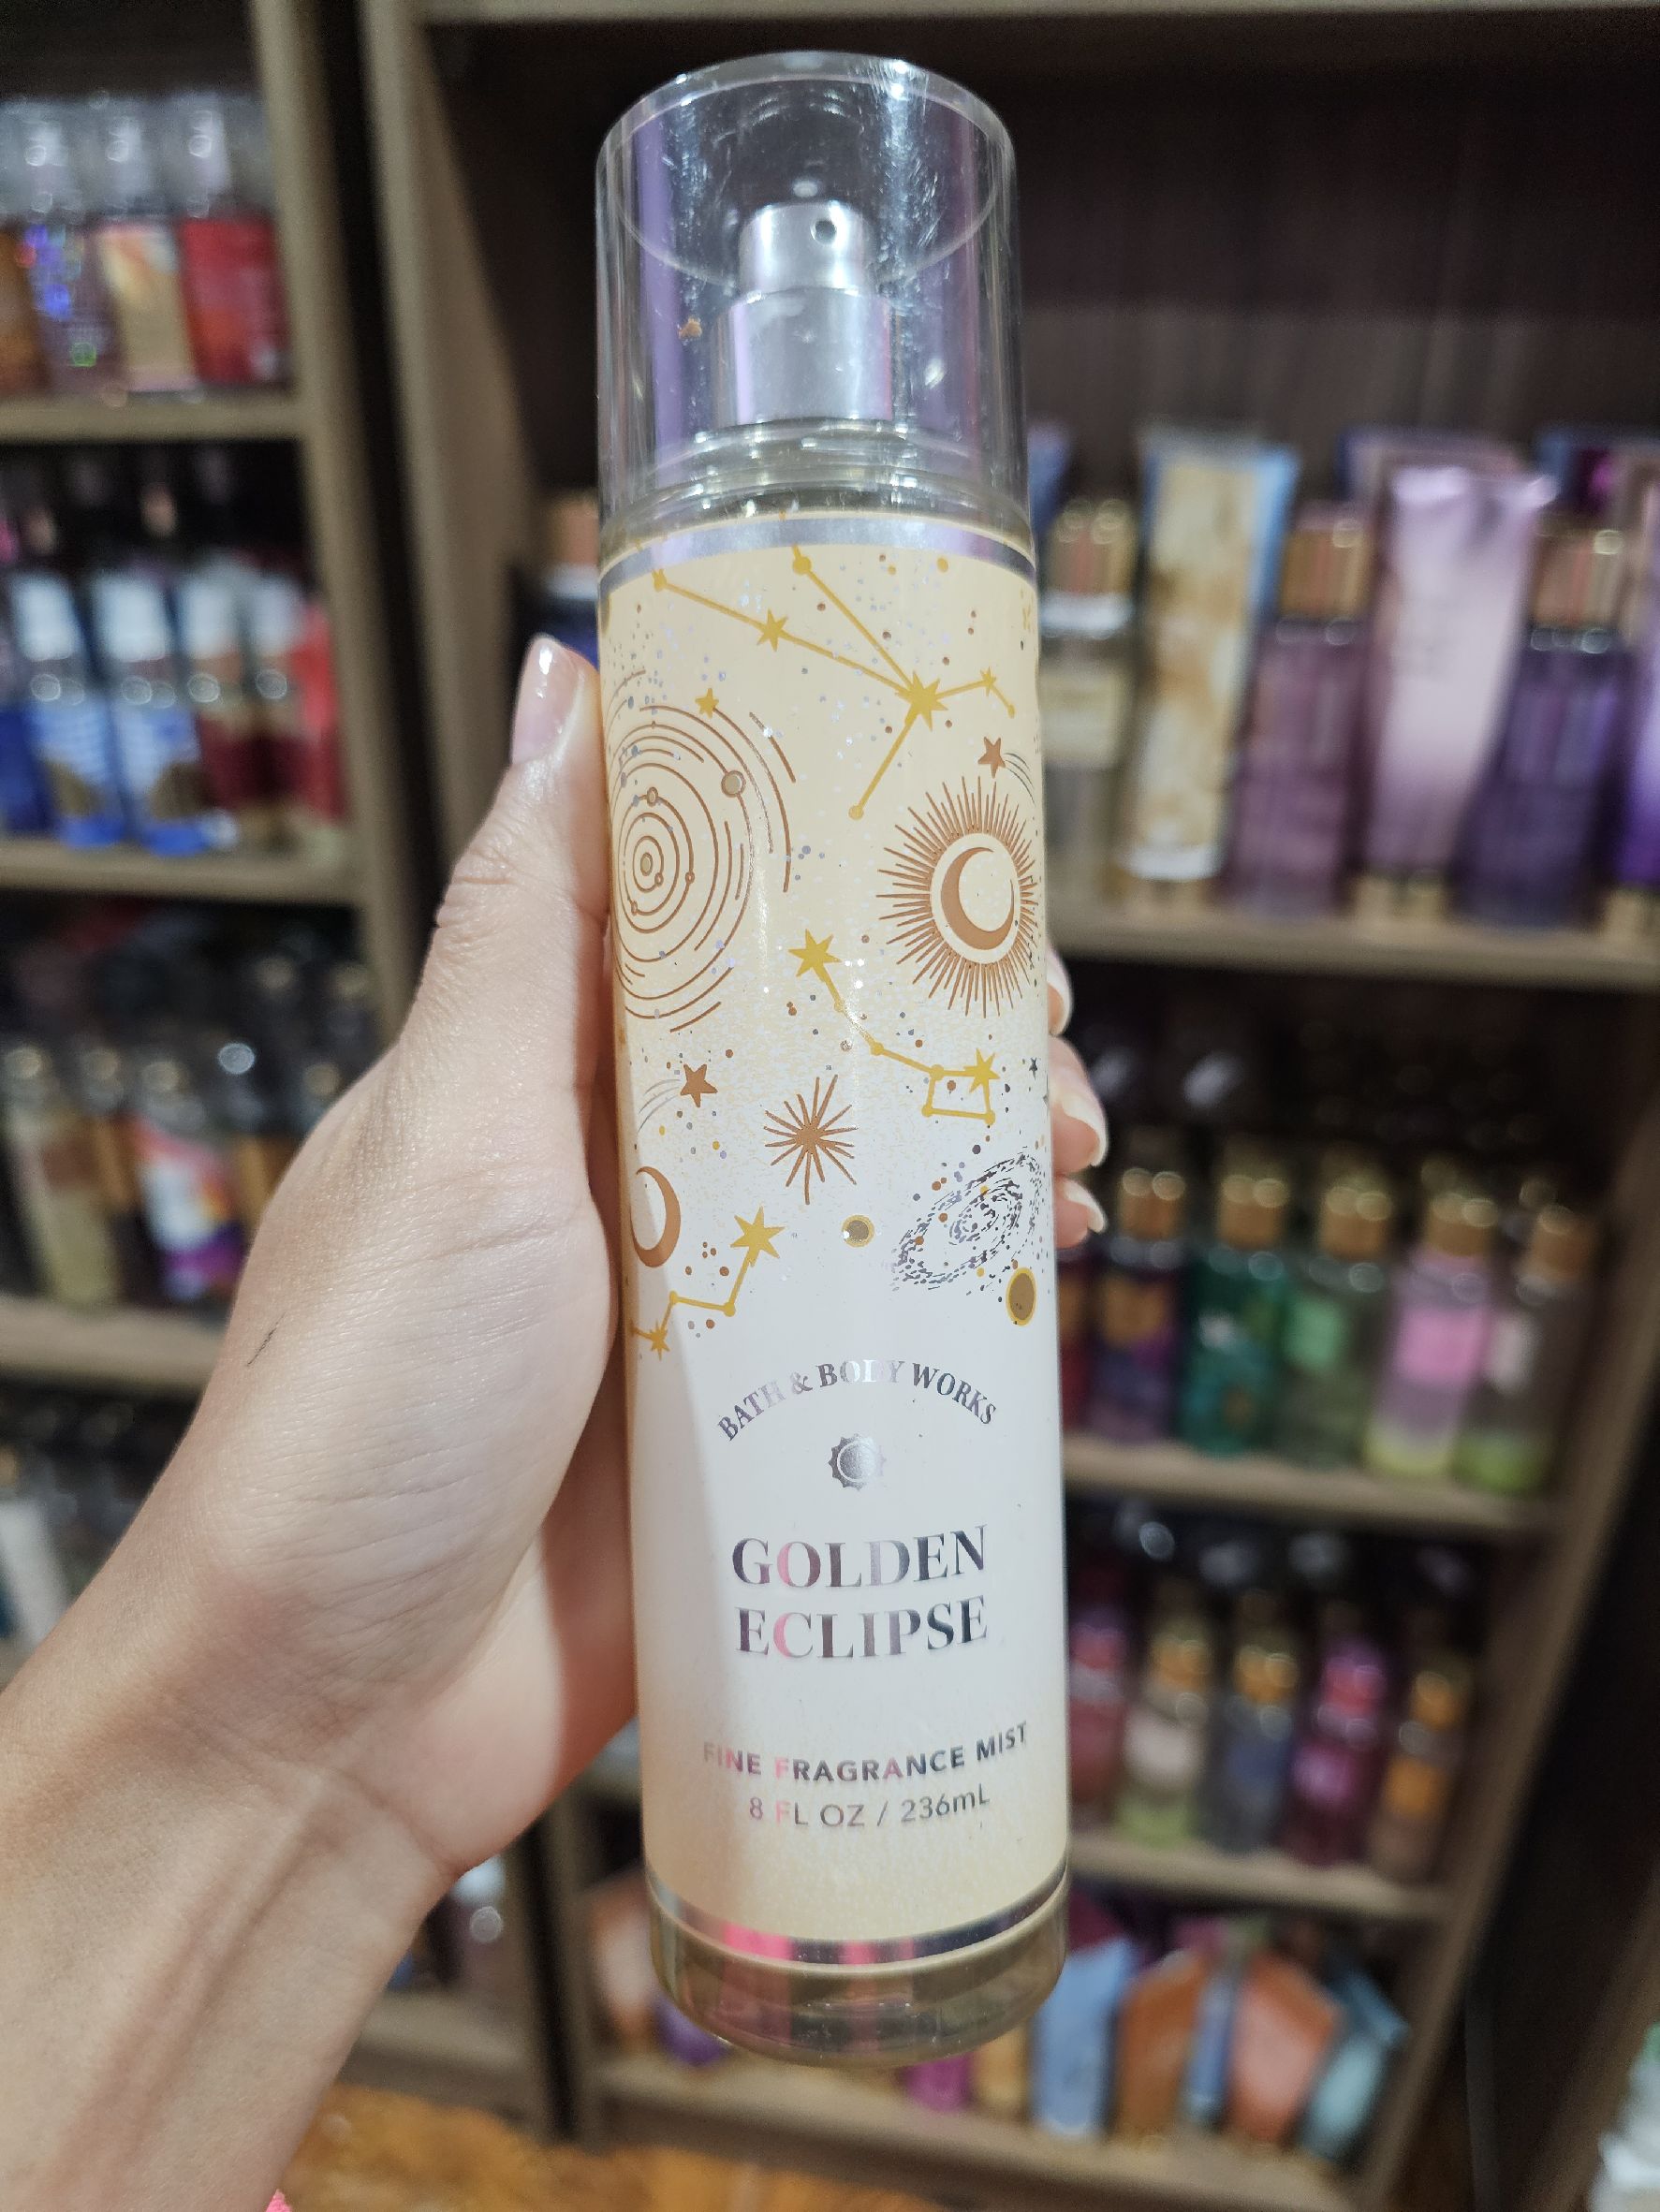 BATH & BODY WORKS
GOLDEN
ECLIPSE
FINE FRAGRANCE MIST
8 FL OZ / 236mL